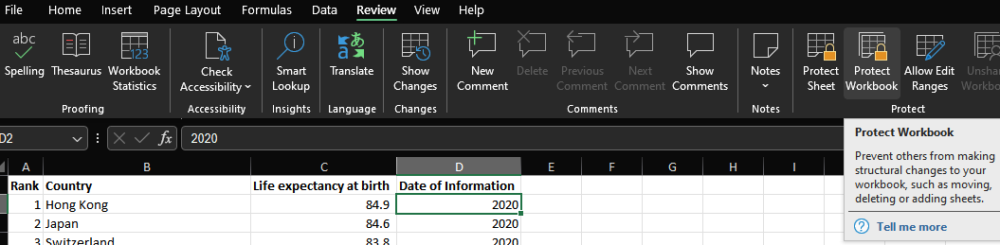 File Home Insert Page Layout Formulas Data Review View Help
abc
123
Spelling Thesaurus Workbook Statistics
Check Accessibility
Smart Lookup
Translate
Show Changes
New Comment
Delete
Previous Comment
Next Comment
Show Comments
Notes
Protect Sheet
Protect Workbook
Allow Edit Ranges
Proofing Accessibility Insights Language Changes Comments Notes Protect
D2 fx 2020
A B C D E F G H I
Rank Country Life expectancy at birth Date of Information
1 Hong Kong 84.9 2020
2 Japan 84.6 2020
3 Switzerland 83.8 2020
Protect Workbook
Prevent others from making
structural changes to your
workbook, such as moving,
deleting or adding sheets.
Tell me more